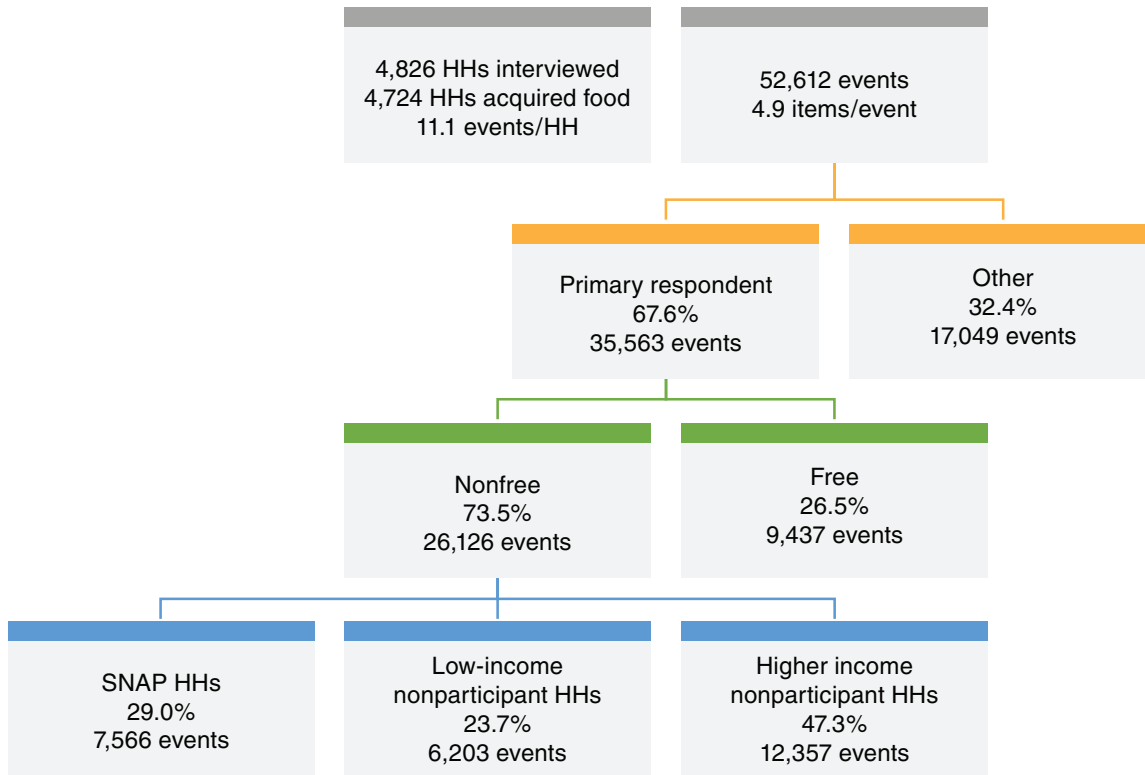 4,826 HHs interviewed
4,724 HHs acquired food
11.1 events/HH
52,612 events
4.9 items/event
Primary respondent
67.6%
35,563 events
Other
32.4%
17,049 events
Nonfree
73.5%
26,126 events
Free
26.5%
9,437 events
SNAP HHs
29.0%
7,566 events
Low-income
nonparticipant HHs
23.7%
6,203 events
Higher income
nonparticipant HHs
47.3%
12,357 events